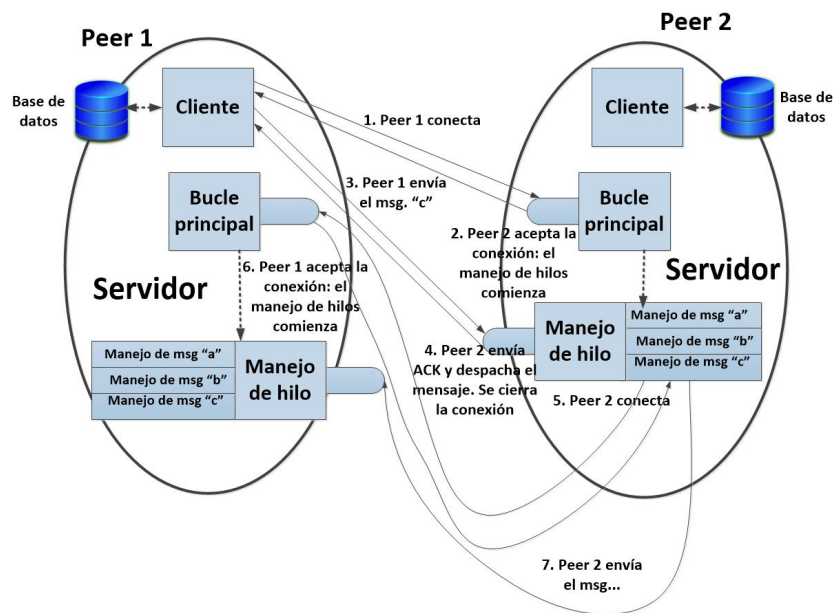 Peer 1
Peer 2
Base de
datos
Cliente
Cliente
Base de
datos
1. Peer 1 conecta
3. Peer 1 envía
el msg. “c”
Bucle
principal
Bucle
principal
2. Peer 2 acepta la
conexión: el
manejo de hilos
comienza
6. Peer 1 acepta la
conexión: el
manejo de hilos
comienza
Servidor
Servidor
Manejo de msg “a”
Manejo de msg “b”
Manejo de msg “c”
Manejo
de hilo
4. Peer 2 envía
ACK y despacha el
mensaje. Se cierra
la conexión
Manejo
de hilo
Manejo de msg “a”
Manejo de msg “b”
Manejo de msg “c”
5. Peer 2 conecta
7. Peer 2 envía
el msg...